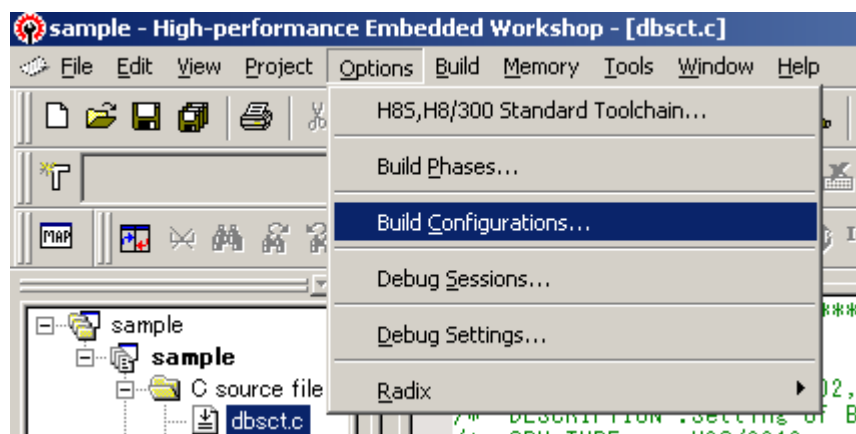 sample - High-performance Embedded Workshop - [dbsct.c]
File Edit View Project Options Build Memory Tools Window Help
H8S,H8/300 Standard Toolchain...
Build Phases...
Build Configurations...
MAP
Debug Sessions...
sample
Debug Settings...
sample
C source file
Radix
dbsct.c